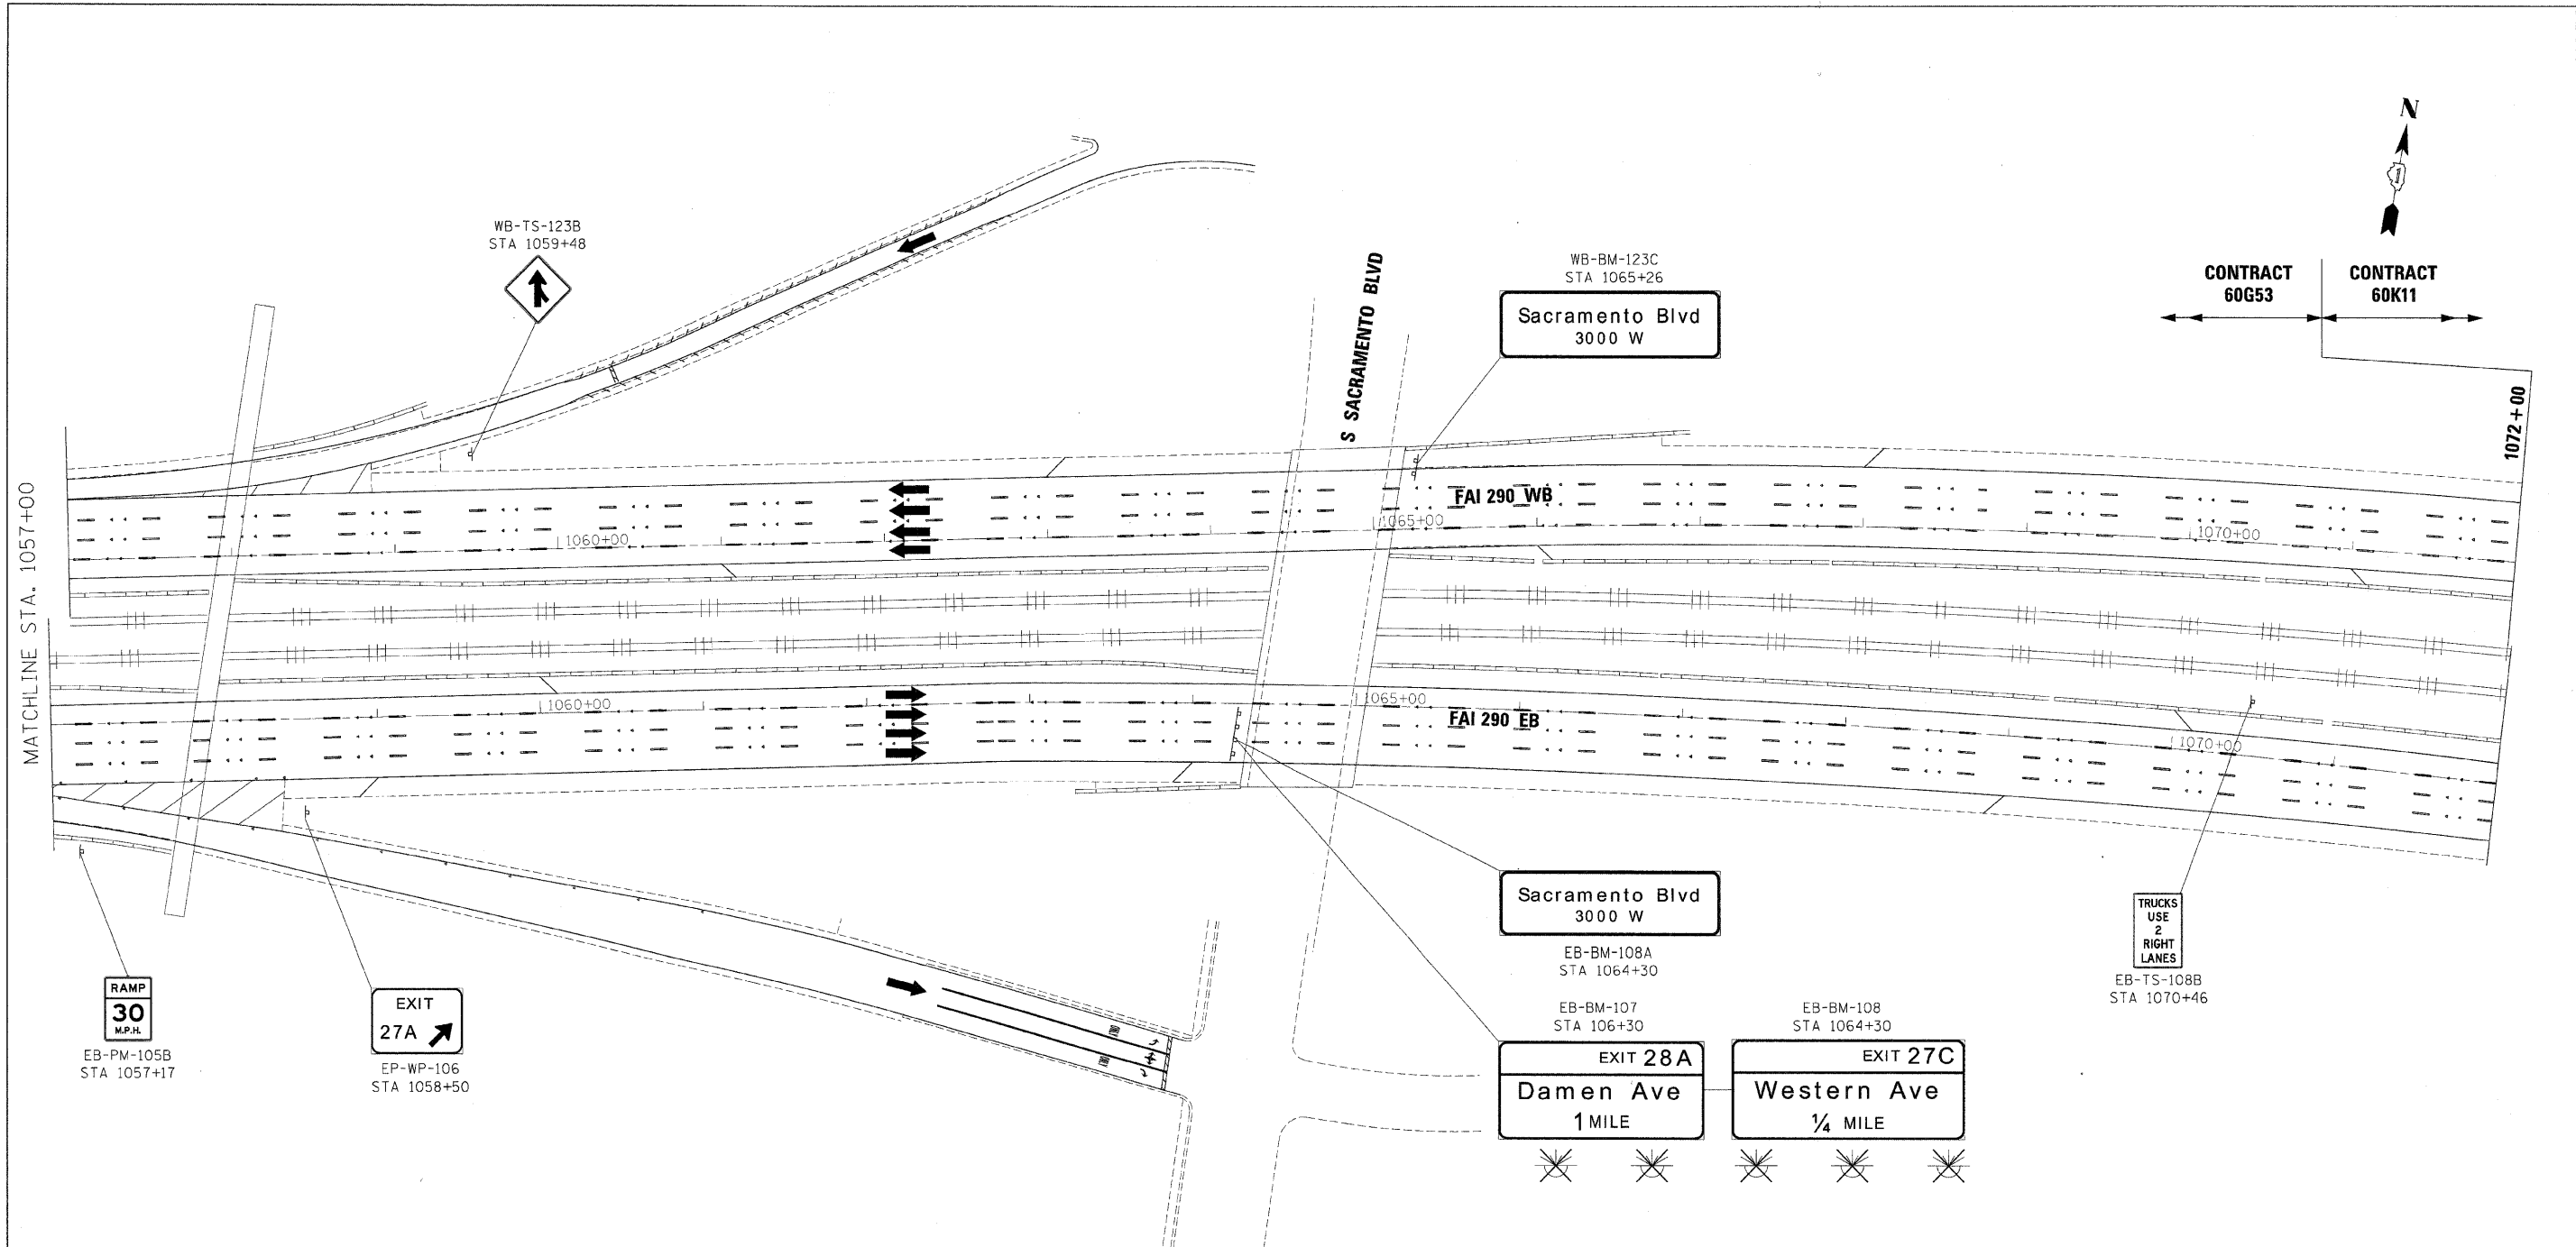 N
1
CONTRACT
60G53
CONTRACT
60K11
1072+00
WB-TS-123B
STA 1059+48
WB-BM-123C
STA 1065+26
Sacramento Blvd
3000 W
S SACRAMENTO BLVD
MATCHLINE STA. 1057+00
FAI 290 WB
1060+00
1065+00
1070+00
1060+00
1065+00
FAI 290 EB
1070+00
RAMP
30
M.P.H.
EB-PM-105B
STA 1057+17
EXIT
27A
EP-WP-106
STA 1058+50
Sacramento Blvd
3000 W
EB-BM-108A
STA 1064+30
EB-BM-107
STA 106+30
EXIT 28A
Damen Ave
1 MILE
EB-BM-108
STA 1064+30
EXIT 27C
Western Ave
¼ MILE
TRUCKS
USE
2
RIGHT
LANES
EB-TS-108B
STA 1070+46